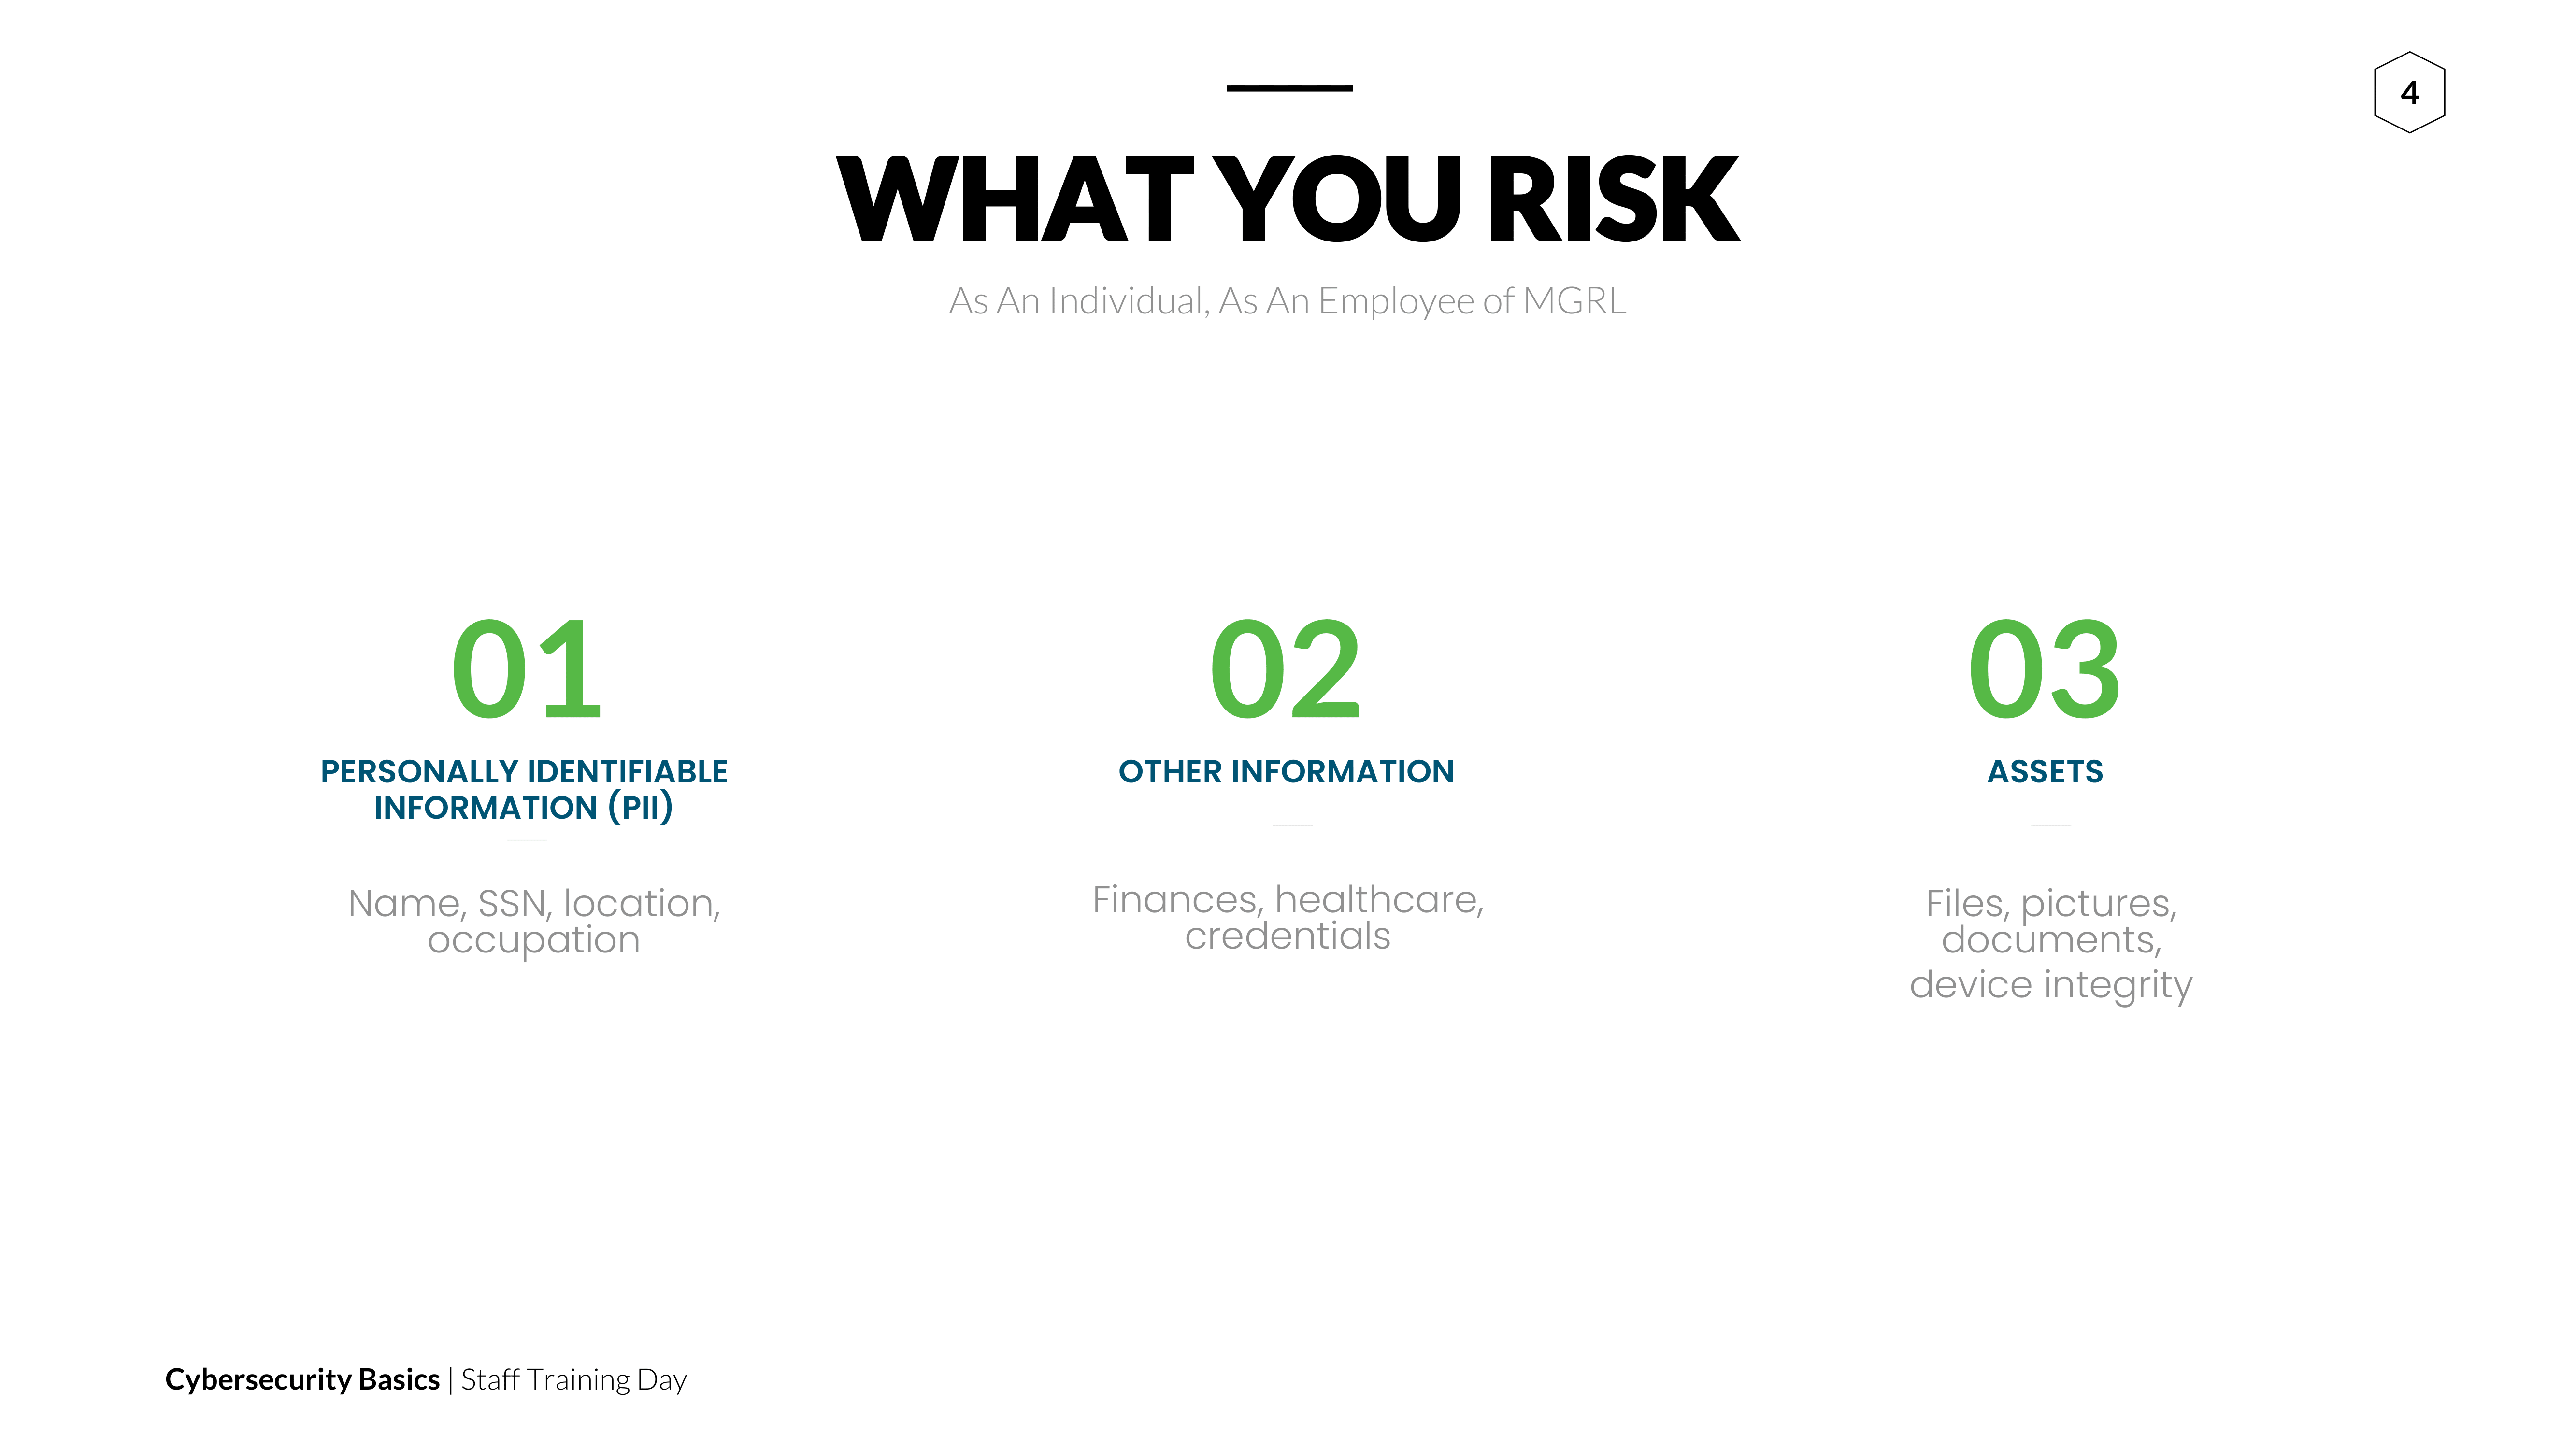 4
WHAT YOU RISK
As An Individual, As An Employee of MGRL
01
PERSONALLY IDENTIFIABLE
INFORMATION (PII)
Name, SSN, location,
occupation
02
OTHER INFORMATION
Finances, healthcare,
credentials
03
ASSETS
Files, pictures,
documents,
device integrity
Cybersecurity Basics | Staff Training Day